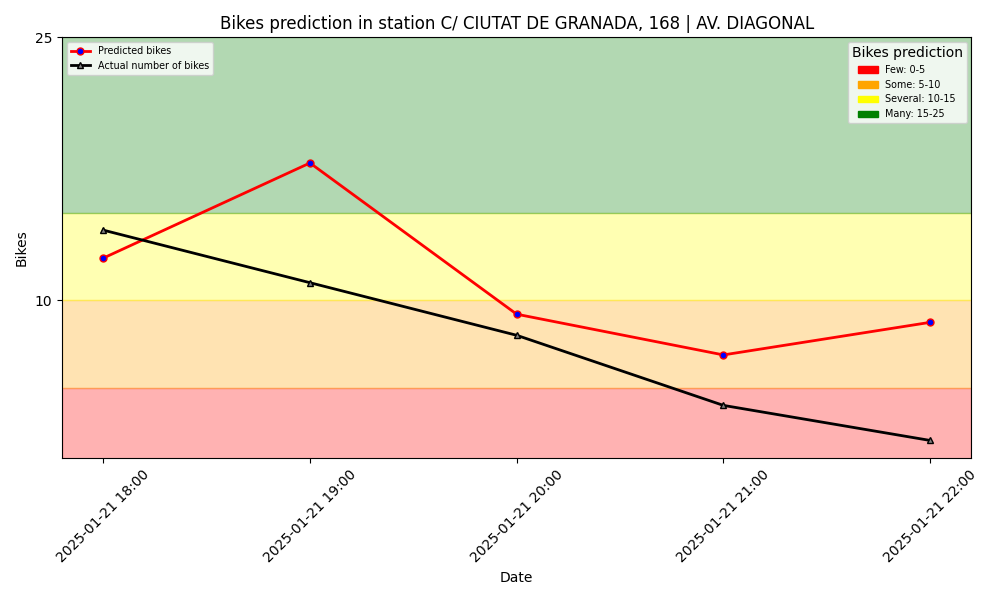 Bikes prediction in station C/ CIUTAT DE GRANADA, 168 | AV. DIAGONAL
25
10
Bikes
Predicted bikes
Actual number of bikes
Bikes prediction
Few: 0-5
Some: 5-10
Several: 10-15
Many: 15-25
2025-01-21 18:00
2025-01-21 19:00
2025-01-21 20:00
2025-01-21 21:00
2025-01-21 22:00
Date